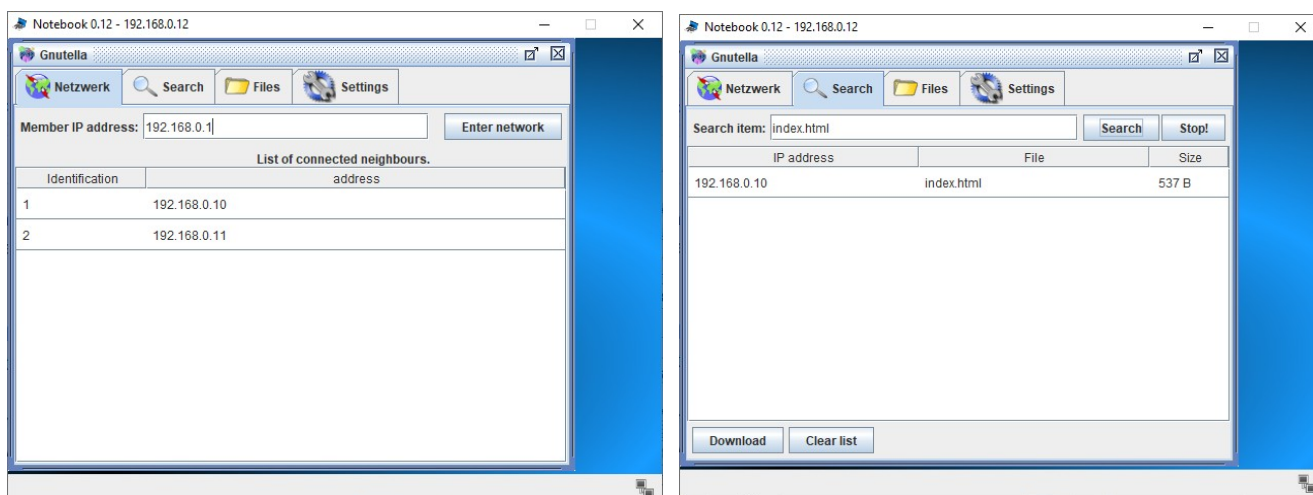 Notebook 0.12 - 192.168.0.12
Gnutella
Netzwerk Search Files Settings
Member IP address: 192.168.0.1 Enter network
List of connected neighbours.
Identification address
1 192.168.0.10
2 192.168.0.11
Notebook 0.12 - 192.168.0.12
Gnutella
Netzwerk Search Files Settings
Search item: index.html Search Stop!
IP address File Size
192.168.0.10 index.html 537 B
Download Clear list